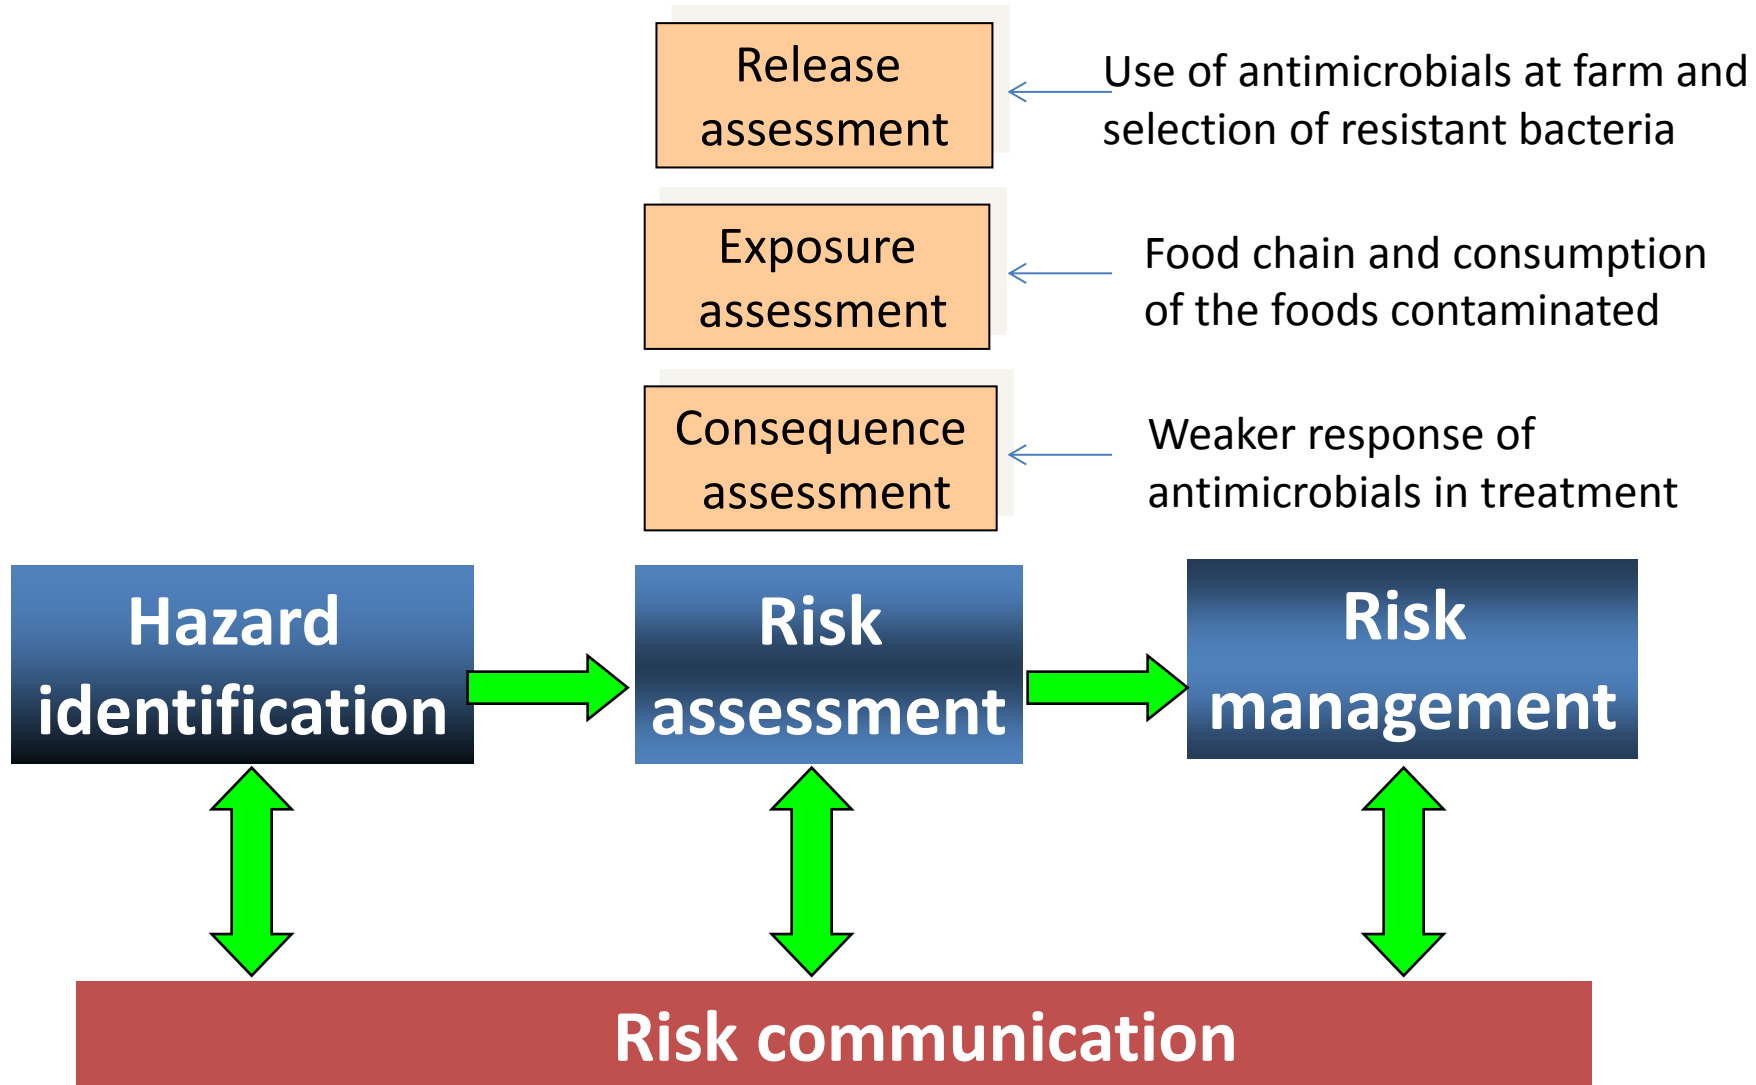 Release
assessment
Use of antimicrobials at farm and
selection of resistant bacteria
Exposure
assessment
Food chain and consumption
of the foods contaminated
Consequence
assessment
Weaker response of
antimicrobials in treatment
Hazard
identification
Risk
assessment
Risk
management
Risk communication